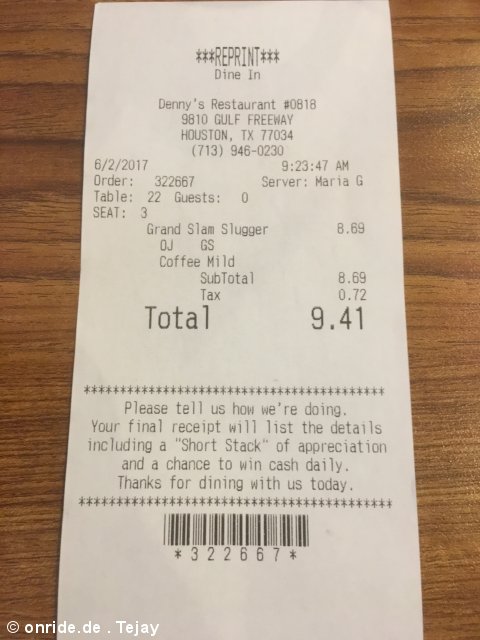 ***REPRINT***
Dine In
Denny's Restaurant #0818
9810 GULF FREEWAY
HOUSTON, TX 77034
(713) 946-0230
6/2/2017 9:23:47 AM
Order: 322667 Server: Maria G
Table: 22 Guests: 0
SEAT: 3
Grand Slam Slugger 8.69
OJ GS
Coffee Mild
SubTotal 8.69
Tax 0.72
Total 9.41
******************************************
Please tell us how we're doing.
Your final receipt will list the details
including a "Short Stack" of appreciation
and a chance to win cash daily.
Thanks for dining with us today.
******************************************
*322667*
© onride.de . Tejay